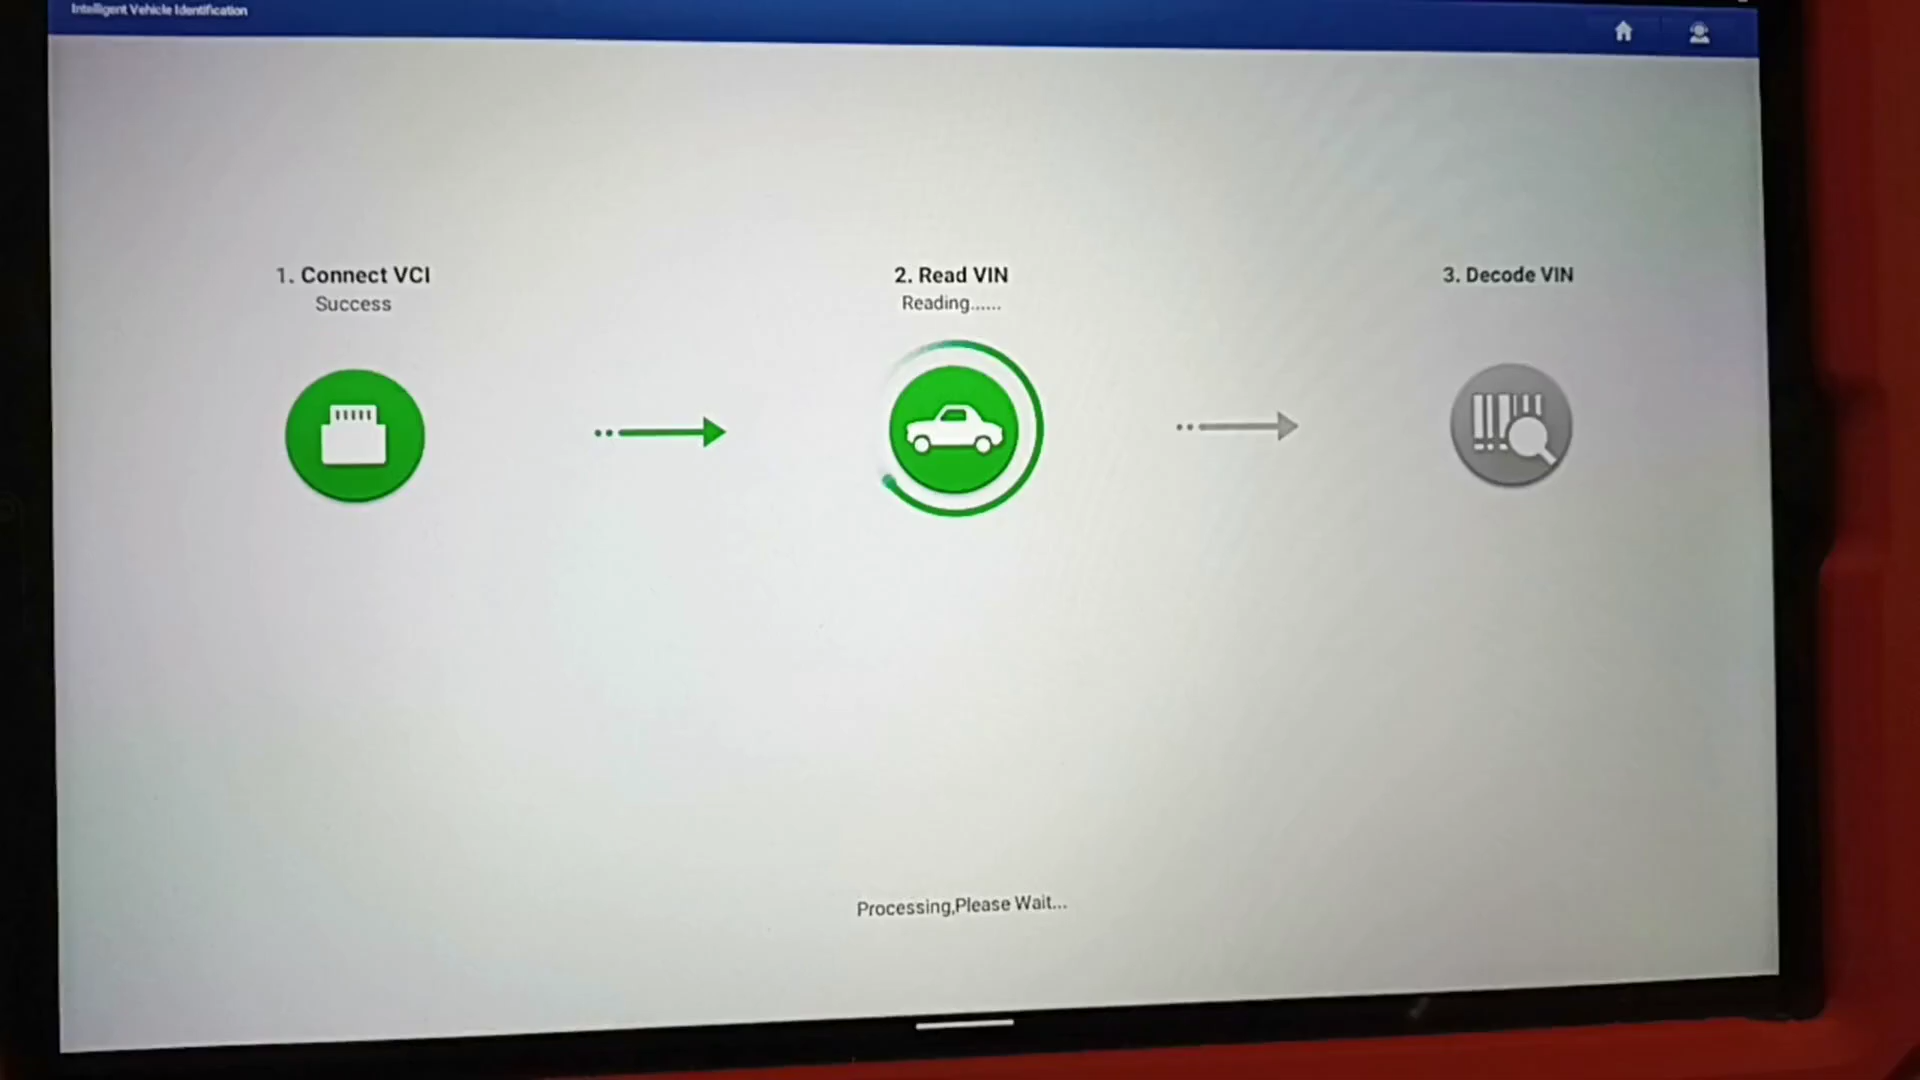 Intelligent Vehicle Identification
1. Connect VCI
Success
2. Read VIN
Reading......
3. Decode VIN
Processing,Please Wait...